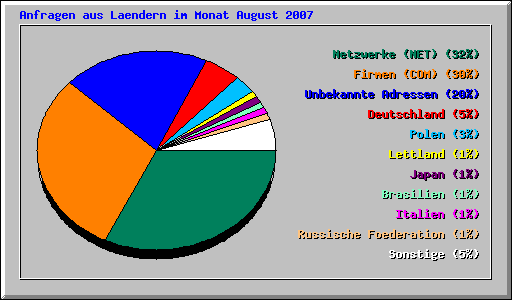 Anfragen aus Laendern im Monat August 2007
Netzwerke (NET) (32%)
Firmen (COM) (30%)
Unbekannte Adressen (20%)
Deutschland (5%)
Polen (3%)
Lettland (1%)
Japan (1%)
Brasilien (1%)
Italien (1%)
Russische Foederation (1%)
Sonstige (5%)